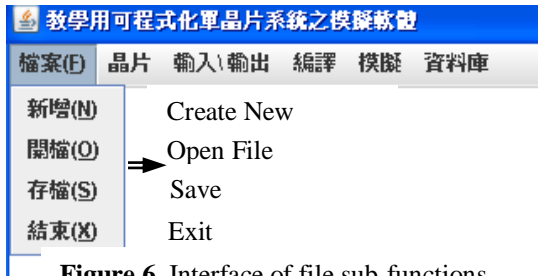 教學用可程式化單晶片系統之模擬軟體
檔案(F) 晶片 輸入\輸出 編譯 模擬 資料庫
新增(N) Create New
開檔(O) Open File
存檔(S) Save
結束(X) Exit
Figure 6. Interface of file sub-functions